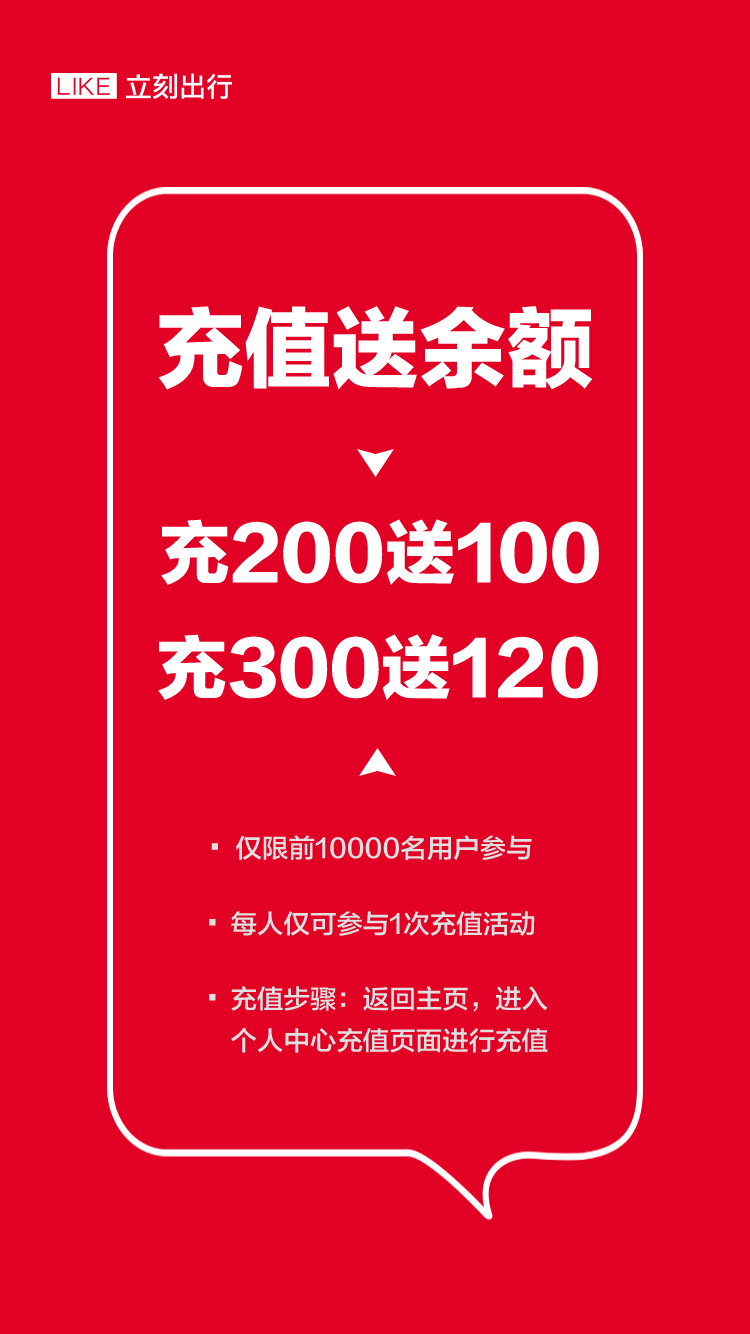 LIKE 立刻出行
充值送余额
充200送100
充300送120
▪ 仅限前10000名用户参与
▪ 每人仅可参与1次充值活动
▪ 充值步骤：返回主页，进入
个人中心充值页面进行充值